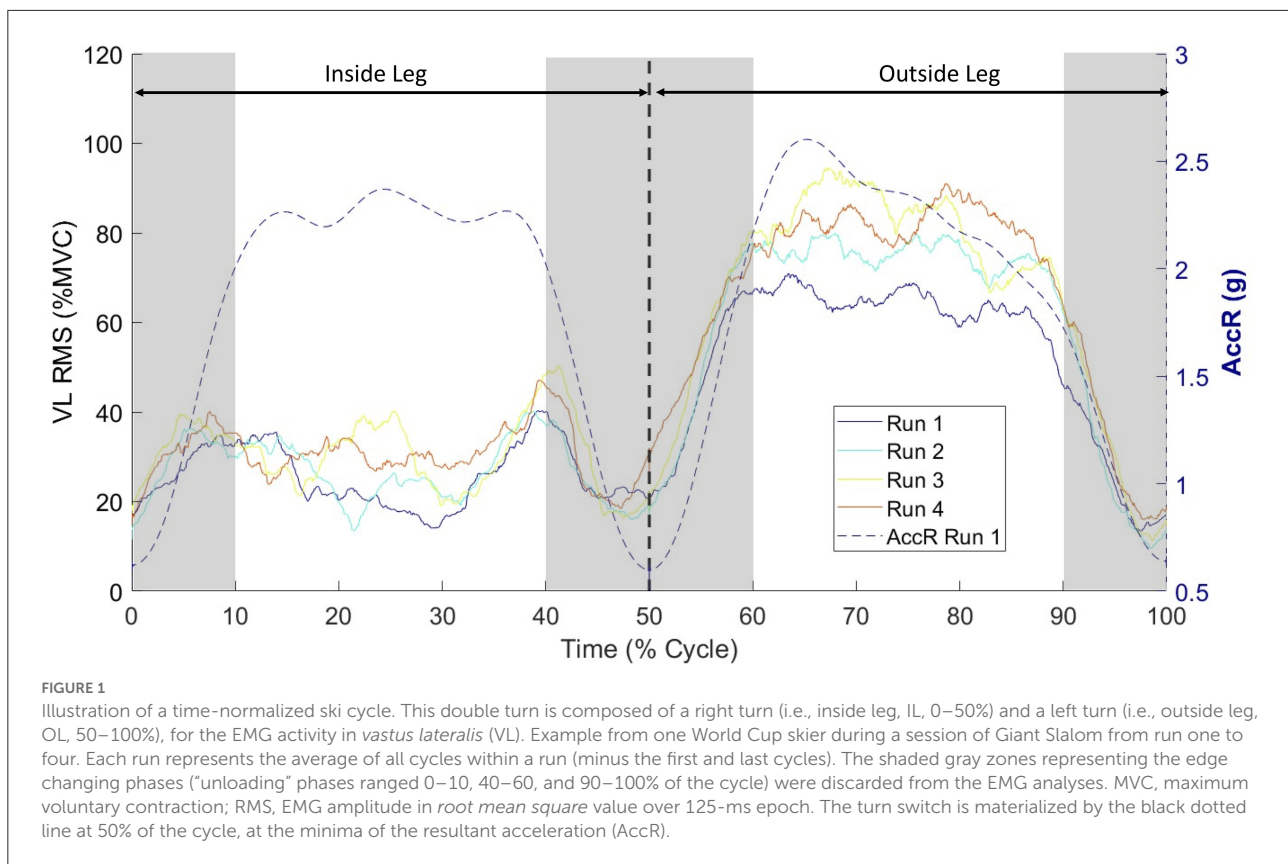 Inside Leg
Outside Leg
120
100
80
60
40
20
0
VL RMS (%MVC)
3
2.5
2
1.5
1
0.5
AccR (g)
Run 1
Run 2
Run 3
Run 4
AccR Run 1
0 10 20 30 40 50 60 70 80 90 100
Time (% Cycle)
FIGURE 1
Illustration of a time-normalized ski cycle. This double turn is composed of a right turn (i.e., inside leg, IL, 0–50%) and a left turn (i.e., outside leg,
OL, 50–100%), for the EMG activity in vastus lateralis (VL). Example from one World Cup skier during a session of Giant Slalom from run one to
four. Each run represents the average of all cycles within a run (minus the first and last cycles). The shaded gray zones representing the edge
changing phases (“unloading” phases ranged 0–10, 40–60, and 90–100% of the cycle) were discarded from the EMG analyses. MVC, maximum
voluntary contraction; RMS, EMG amplitude in root mean square value over 125-ms epoch. The turn switch is materialized by the black dotted
line at 50% of the cycle, at the minima of the resultant acceleration (AccR).